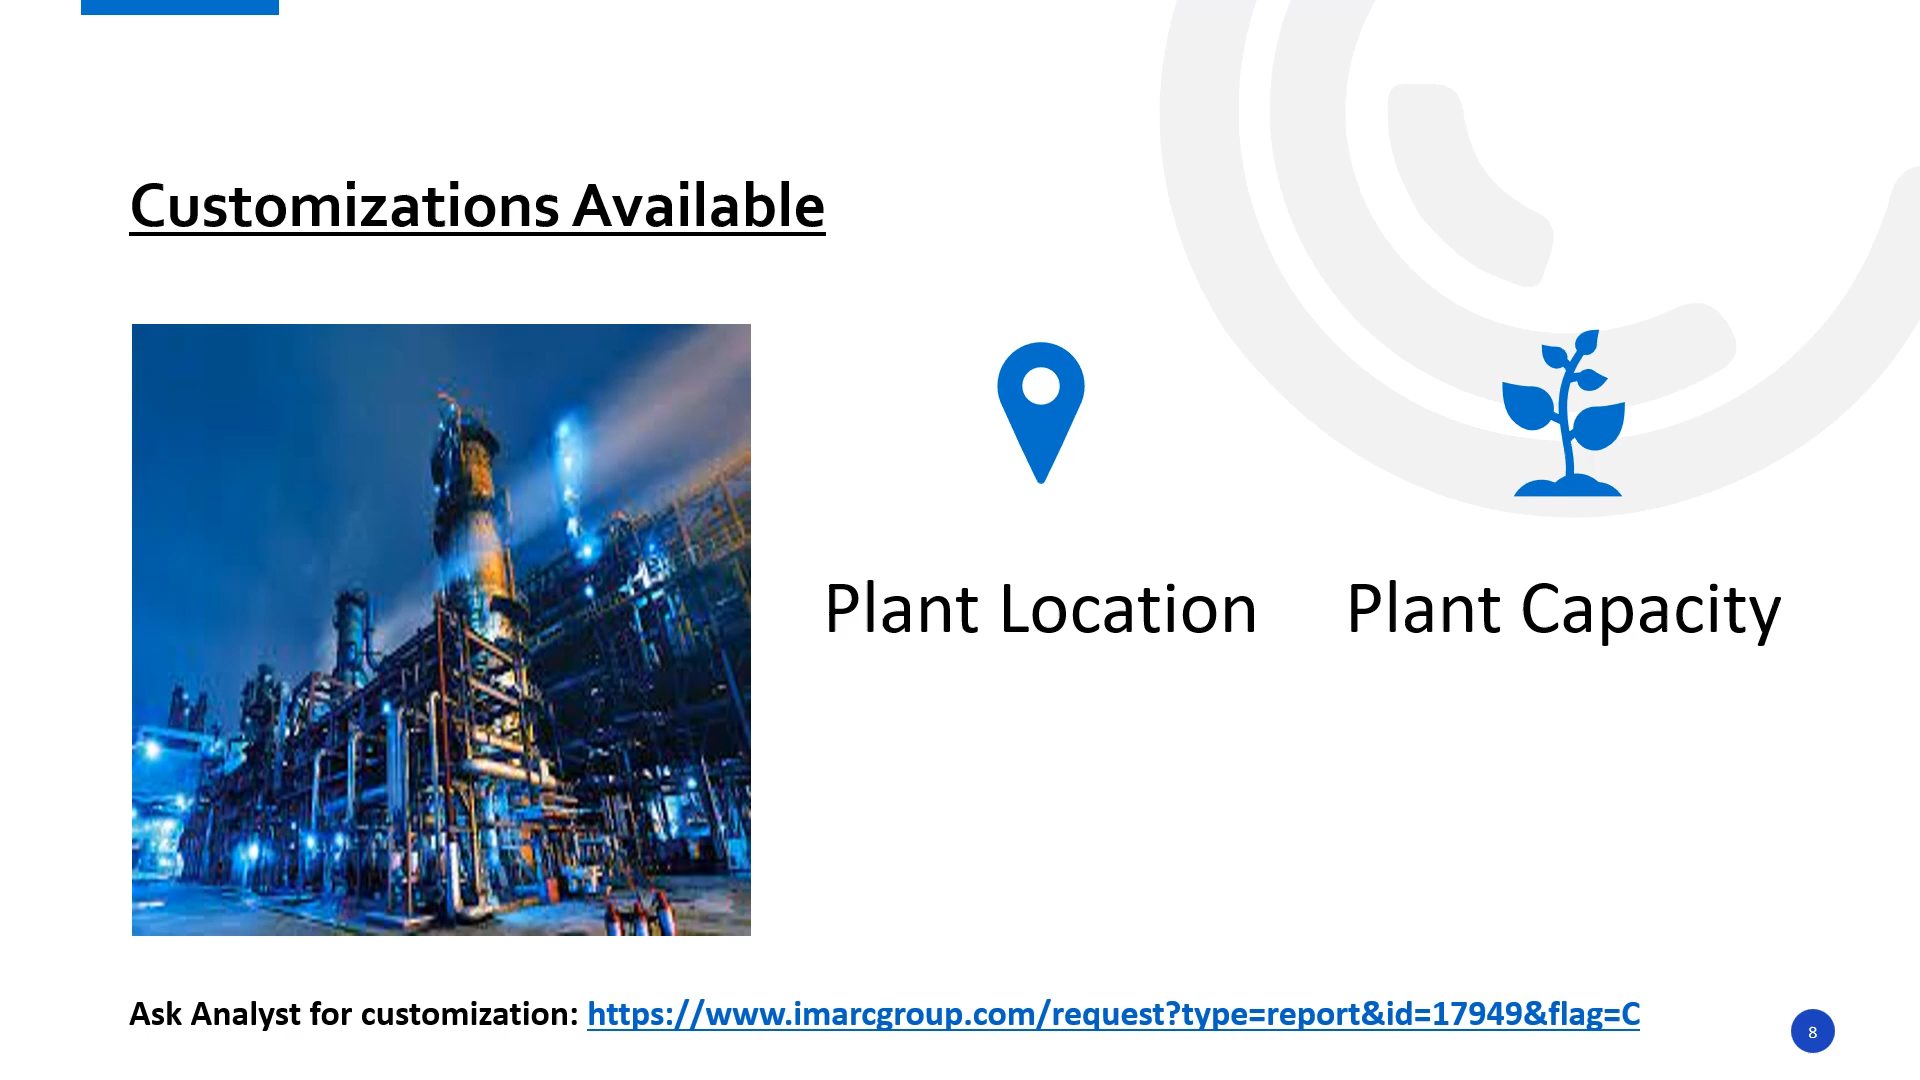 Customizations Available
Plant Location
Plant Capacity
Ask Analyst for customization: https://www.imarcgroup.com/request?type=report&id=17949&flag=C
8